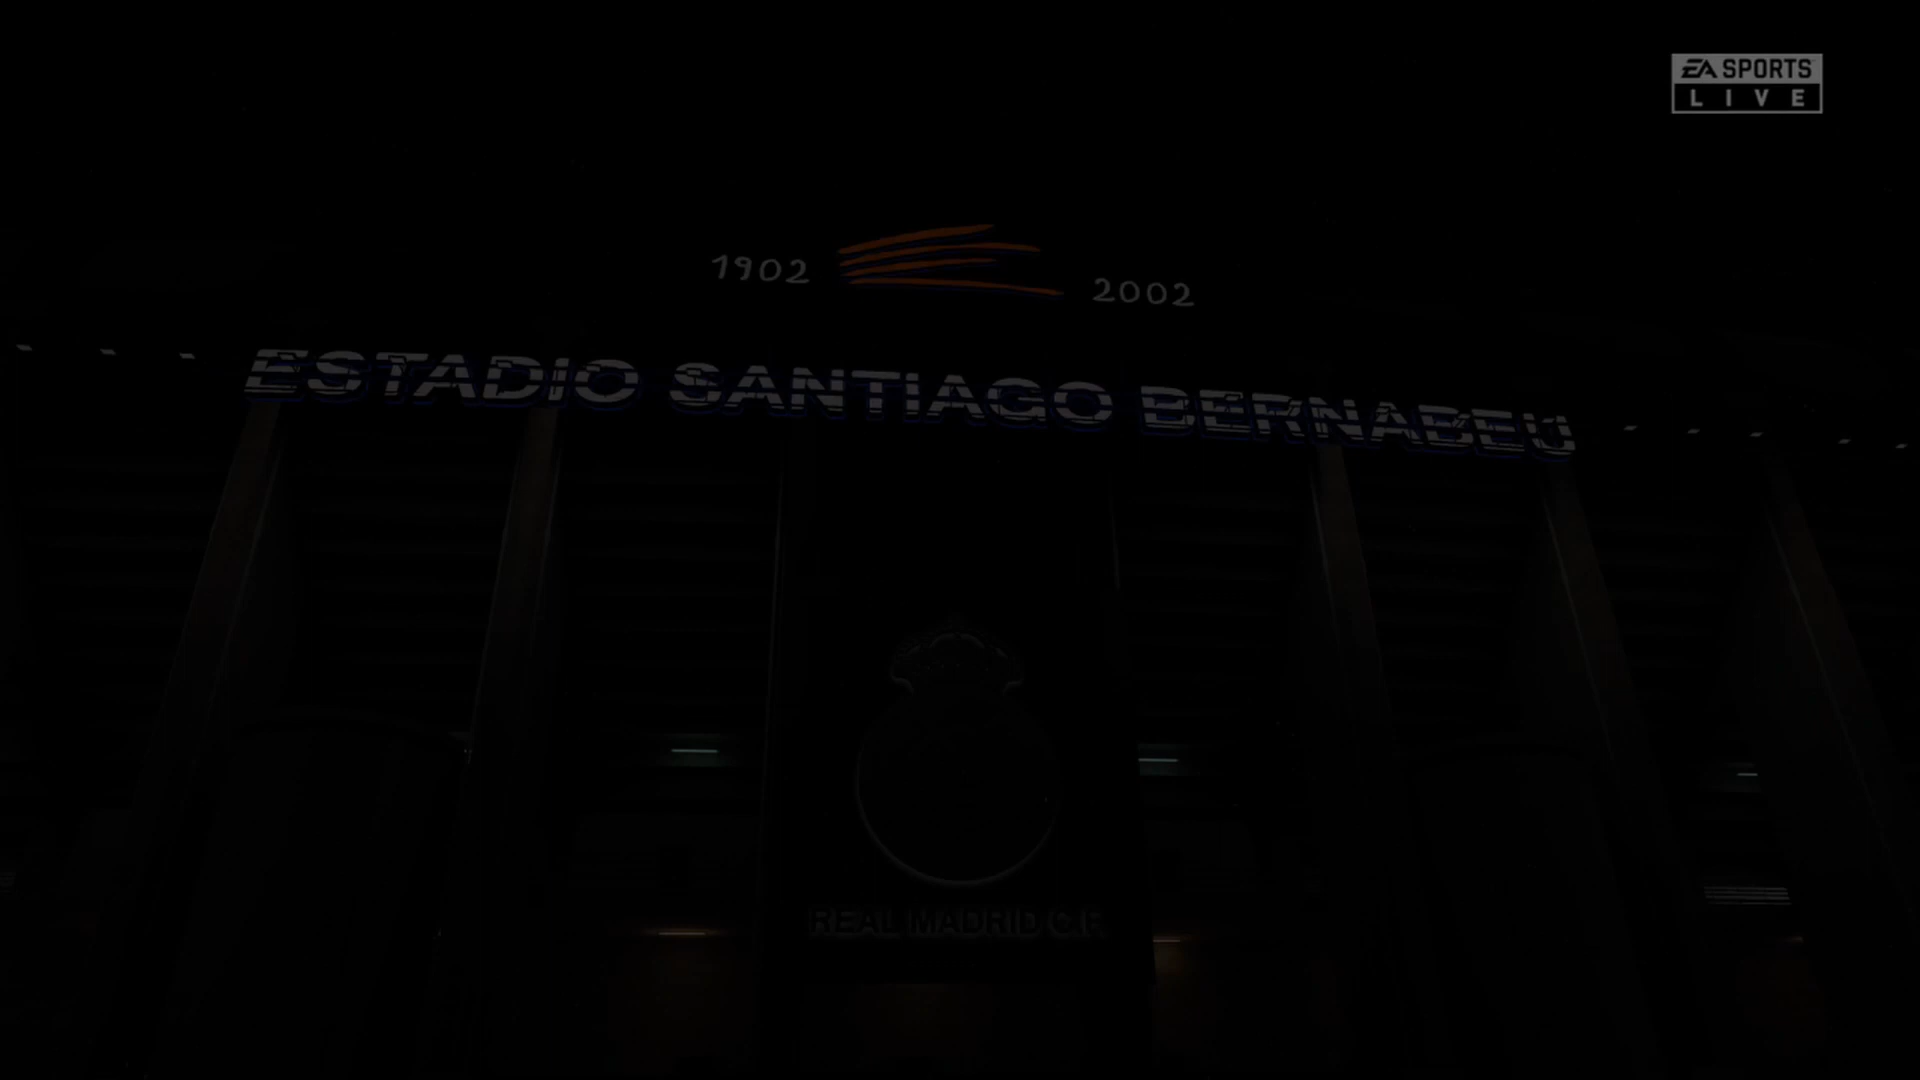 EA SPORTS
LIVE
1902 2002
ESTADIO SANTIAGO BERNABEU
REAL MADRID C.F.